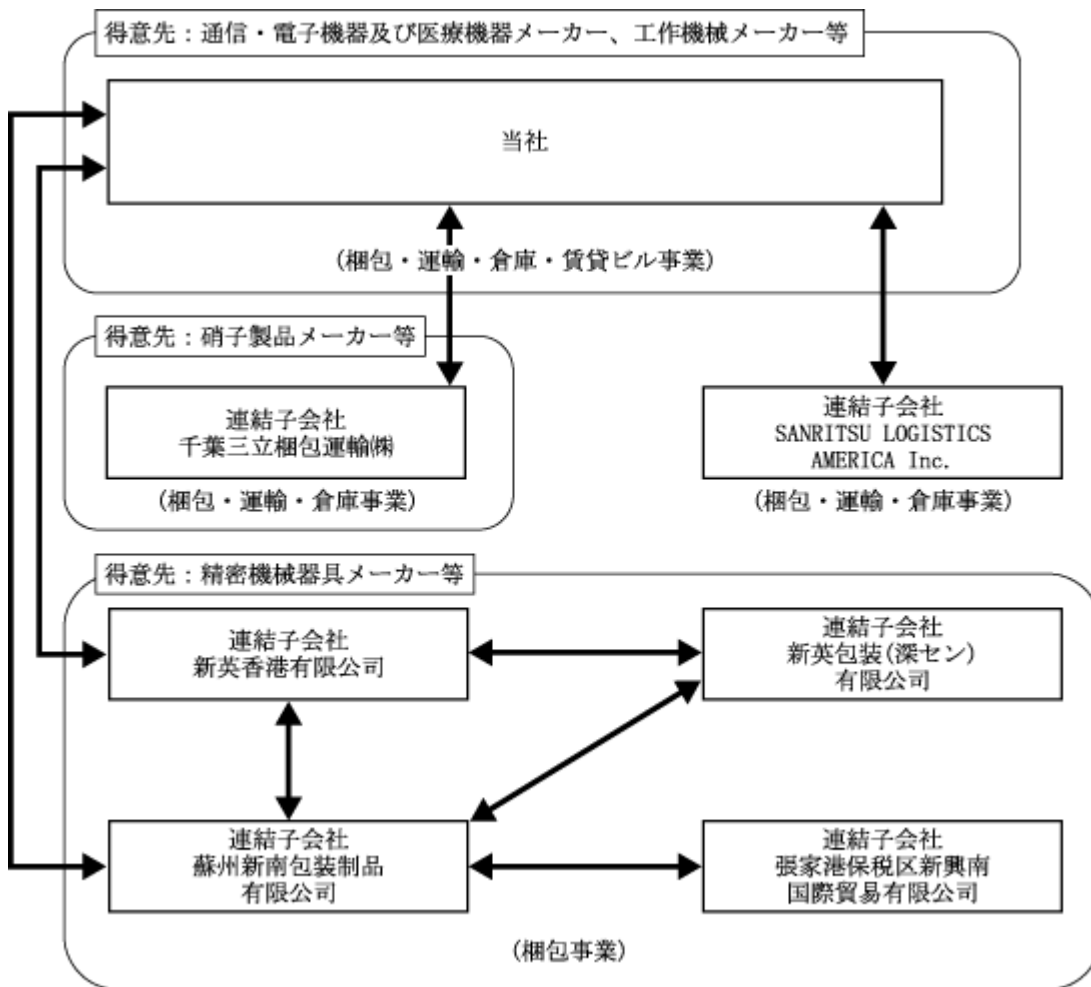 得意先：通信・電子機器及び医療機器メーカー、工作機械メーカー等
当社
(梱包・運輸・倉庫・賃貸ビル事業)
得意先：硝子製品メーカー等
連結子会社
千葉三立梱包運輸㈱
(梱包・運輸・倉庫事業)
連結子会社
SANRITSU LOGISTICS
AMERICA Inc.
(梱包・運輸・倉庫事業)
得意先：精密機械器具メーカー等
連結子会社
新英香港有限公司
連結子会社
新英包装(深セン)
有限公司
連結子会社
蘇州新南包装制品
有限公司
連結子会社
張家港保税区新興南
国際貿易有限公司
(梱包事業)